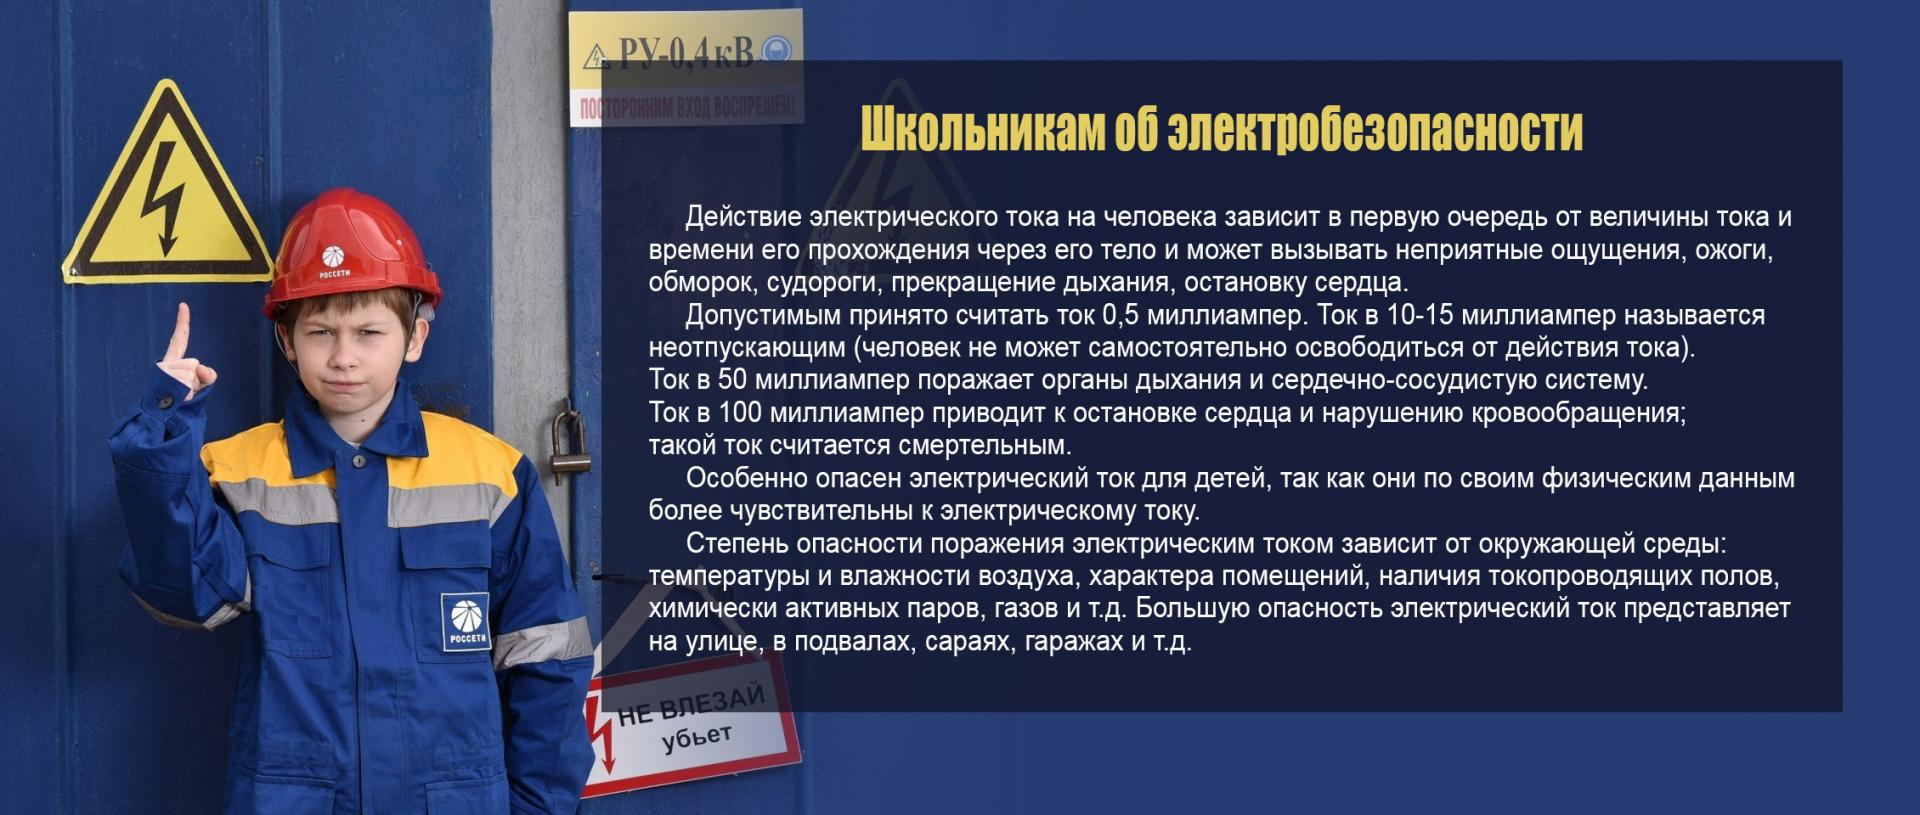 РУ-0,4 кВ
ПОСТОРОННИМ ВХОД ВОСПРЕЩЕН!
Школьникам об электробезопасности
Действие электрического тока на человека зависит в первую очередь от величины тока и
времени его прохождения через его тело и может вызывать неприятные ощущения, ожоги,
обморок, судороги, прекращение дыхания, остановку сердца.
Допустимым принято считать ток 0,5 миллиампер. Ток в 10-15 миллиампер называется
неотпускающим (человек не может самостоятельно освободиться от действия тока).
Ток в 50 миллиампер поражает органы дыхания и сердечно-сосудистую систему.
Ток в 100 миллиампер приводит к остановке сердца и нарушению кровообращения;
такой ток считается смертельным.
Особенно опасен электрический ток для детей, так как они по своим физическим данным
более чувствительны к электрическому току.
Степень опасности поражения электрическим током зависит от окружающей среды:
температуры и влажности воздуха, характера помещений, наличия токопроводящих полов,
химически активных паров, газов и т.д. Большую опасность электрический ток представляет
на улице, в подвалах, сараях, гаражах и т.д.
РОССЕТИ
РОССЕТИ
НЕ ВЛЕЗАЙ
убьет